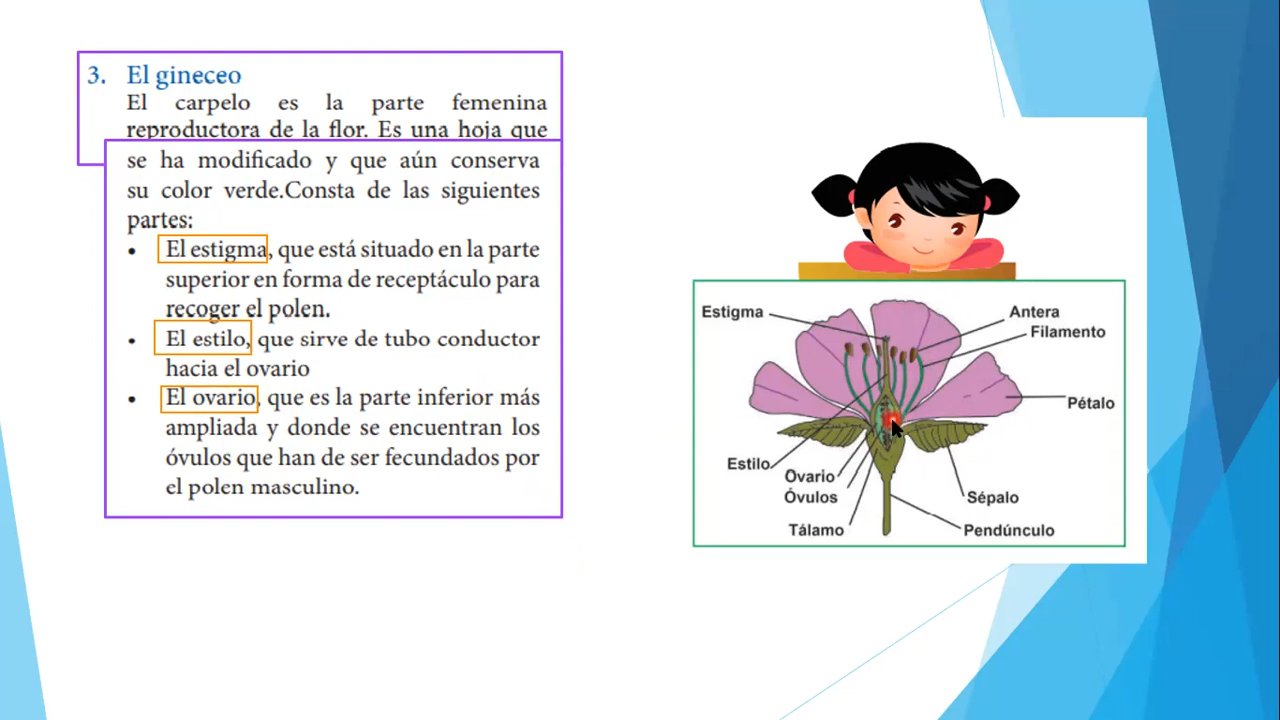 3. El gineceo
El carpelo es la parte femenina
reproductora de la flor. Es una hoja que
se ha modificado y que aún conserva
su color verde.Consta de las siguientes
partes:
• El estigma, que está situado en la parte
superior en forma de receptáculo para
recoger el polen.
• El estilo, que sirve de tubo conductor
hacia el ovario
• El ovario, que es la parte inferior más
ampliada y donde se encuentran los
óvulos que han de ser fecundados por
el polen masculino.
Estigma
Antera
Filamento
Pétalo
Estilo
Ovario
Óvulos
Sépalo
Tálamo
Pendúnculo